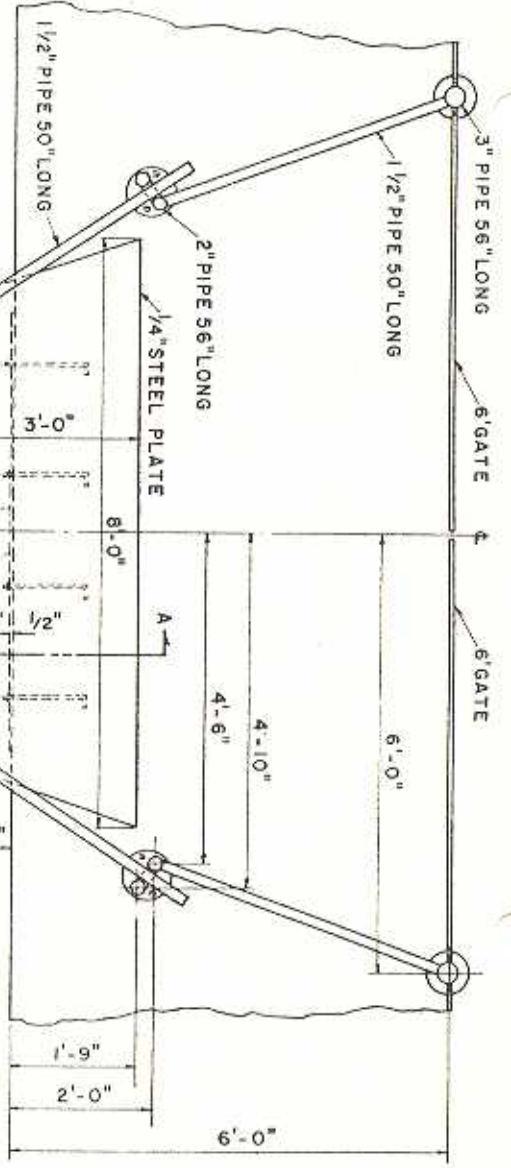 1 1/2" PIPE 50" LONG
3" PIPE 56" LONG
1 1/2" PIPE 50" LONG
2" PIPE 56" LONG
1/4" STEEL PLATE
6' GATE
6' GATE
℄
3'-0"
8'-0"
1/2"
A
4'-6"
4'-10"
6'-0"
1'-9"
2'-0"
6'-0"